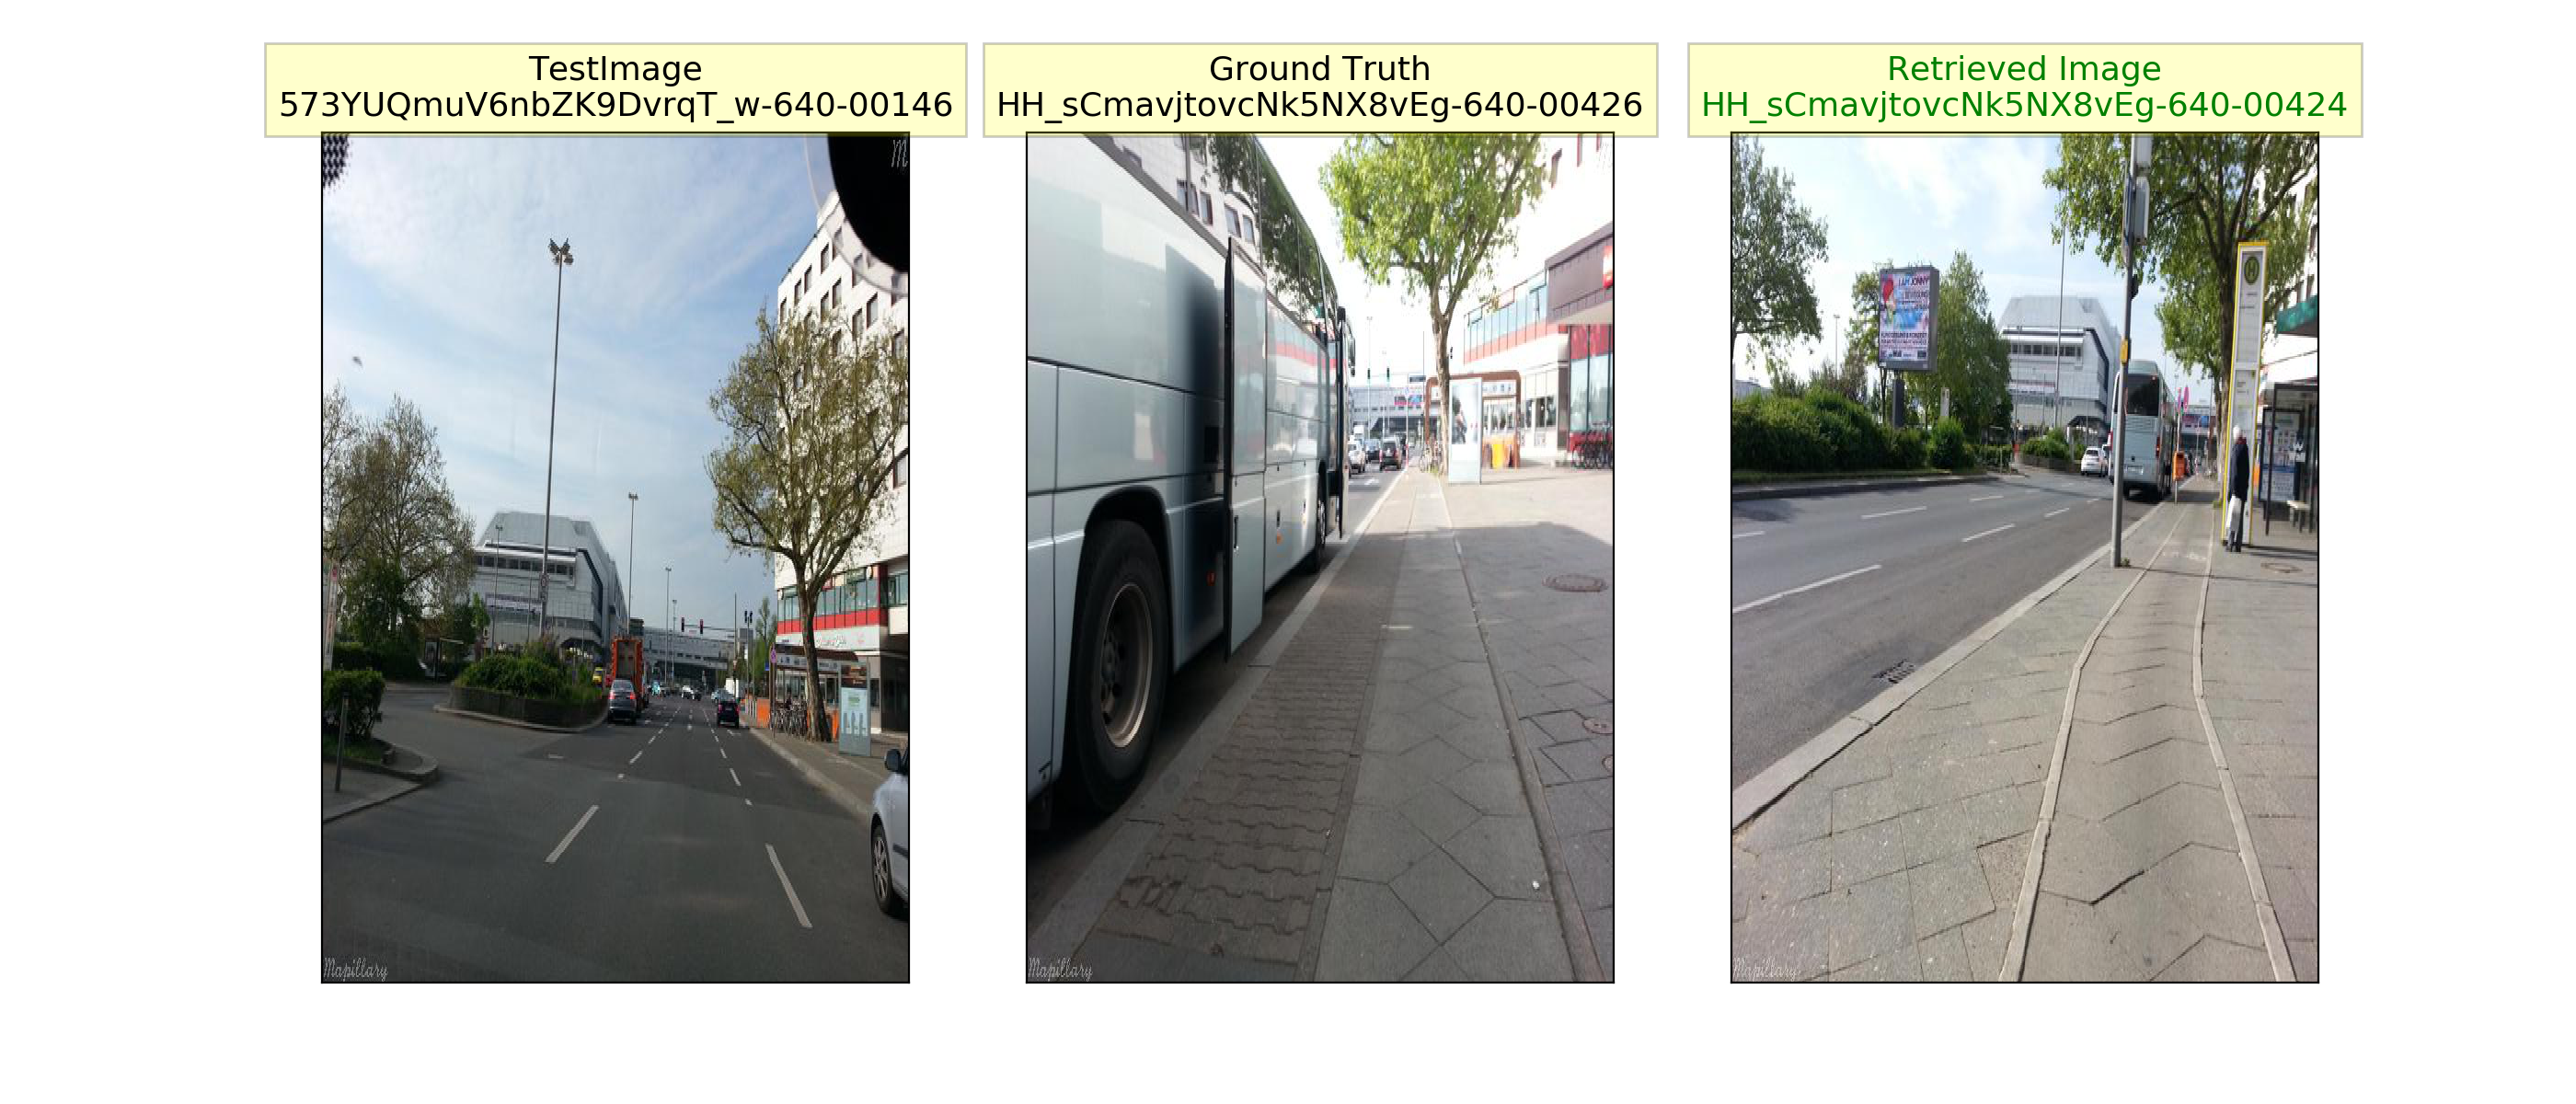 TestImage
573YUQmuV6nbZK9DvrqT_w-640-00146
Ground Truth
HH_sCmavjtovcNk5NX8vEg-640-00426
Retrieved Image
HH_sCmavjtovcNk5NX8vEg-640-00424
M
H
Mapillary
Mapillary
Mapillary